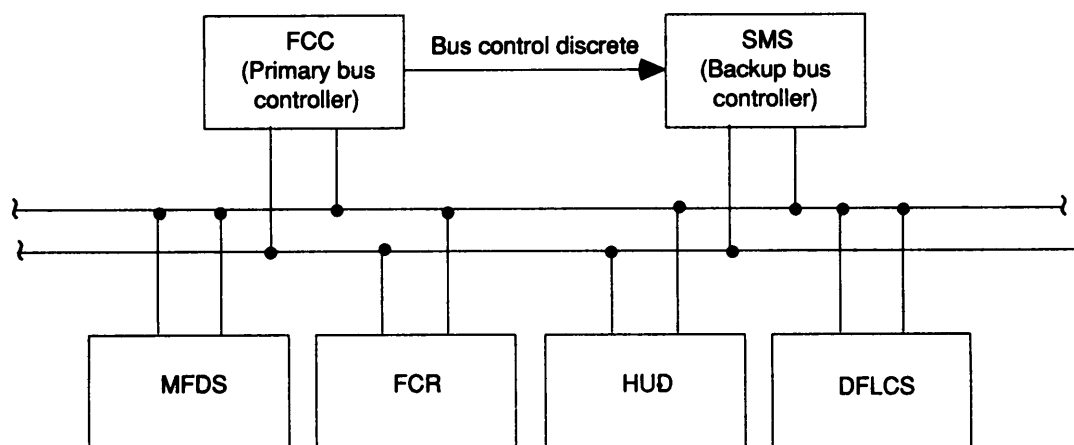 FCC
(Primary bus
controller)
Bus control discrete
SMS
(Backup bus
controller)
MFDS
FCR
HUD
DFLCS